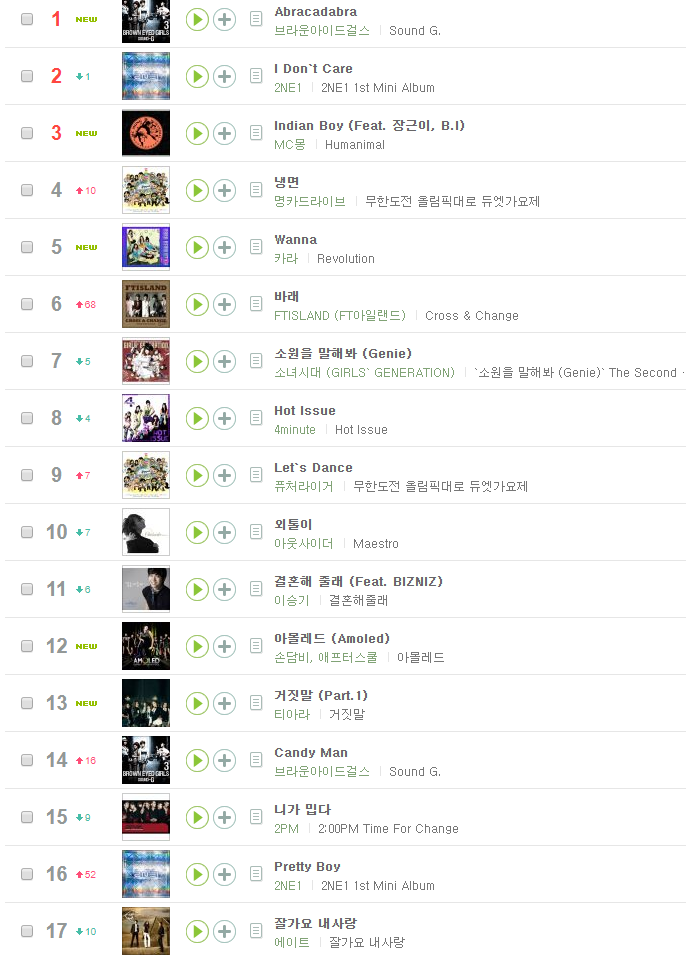 1 NEW Abracadabra
브라운아이드걸스 Sound G.
2 1 I Don`t Care
2NE1 2NE1 1st Mini Album
3 NEW Indian Boy (Feat. 장근이, B.I)
MC몽 Humanimal
4 10 냉면
명카드라이브 무한도전 올림픽대로 듀엣가요제
5 NEW Wanna
카라 Revolution
6 68 바래
FTISLAND (FT아일랜드) Cross & Change
7 5 소원을 말해봐 (Genie)
소녀시대 (GIRLS` GENERATION) `소원을 말해봐 (Genie)` The Second ·
8 4 Hot Issue
4minute Hot Issue
9 7 Let`s Dance
퓨처라이거 무한도전 올림픽대로 듀엣가요제
10 7 외톨이
아웃사이더 Maestro
11 6 결혼해 줄래 (Feat. BIZNIZ)
이승기 결혼해줄래
12 NEW 아몰레드 (Amoled)
손담비, 애프터스쿨 아몰레드
13 NEW 거짓말 (Part.1)
티아라 거짓말
14 16 Candy Man
브라운아이드걸스 Sound G.
15 9 니가 밉다
2PM 2:00PM Time For Change
16 52 Pretty Boy
2NE1 2NE1 1st Mini Album
17 10 잘가요 내사랑
에이트 잘가요 내사랑